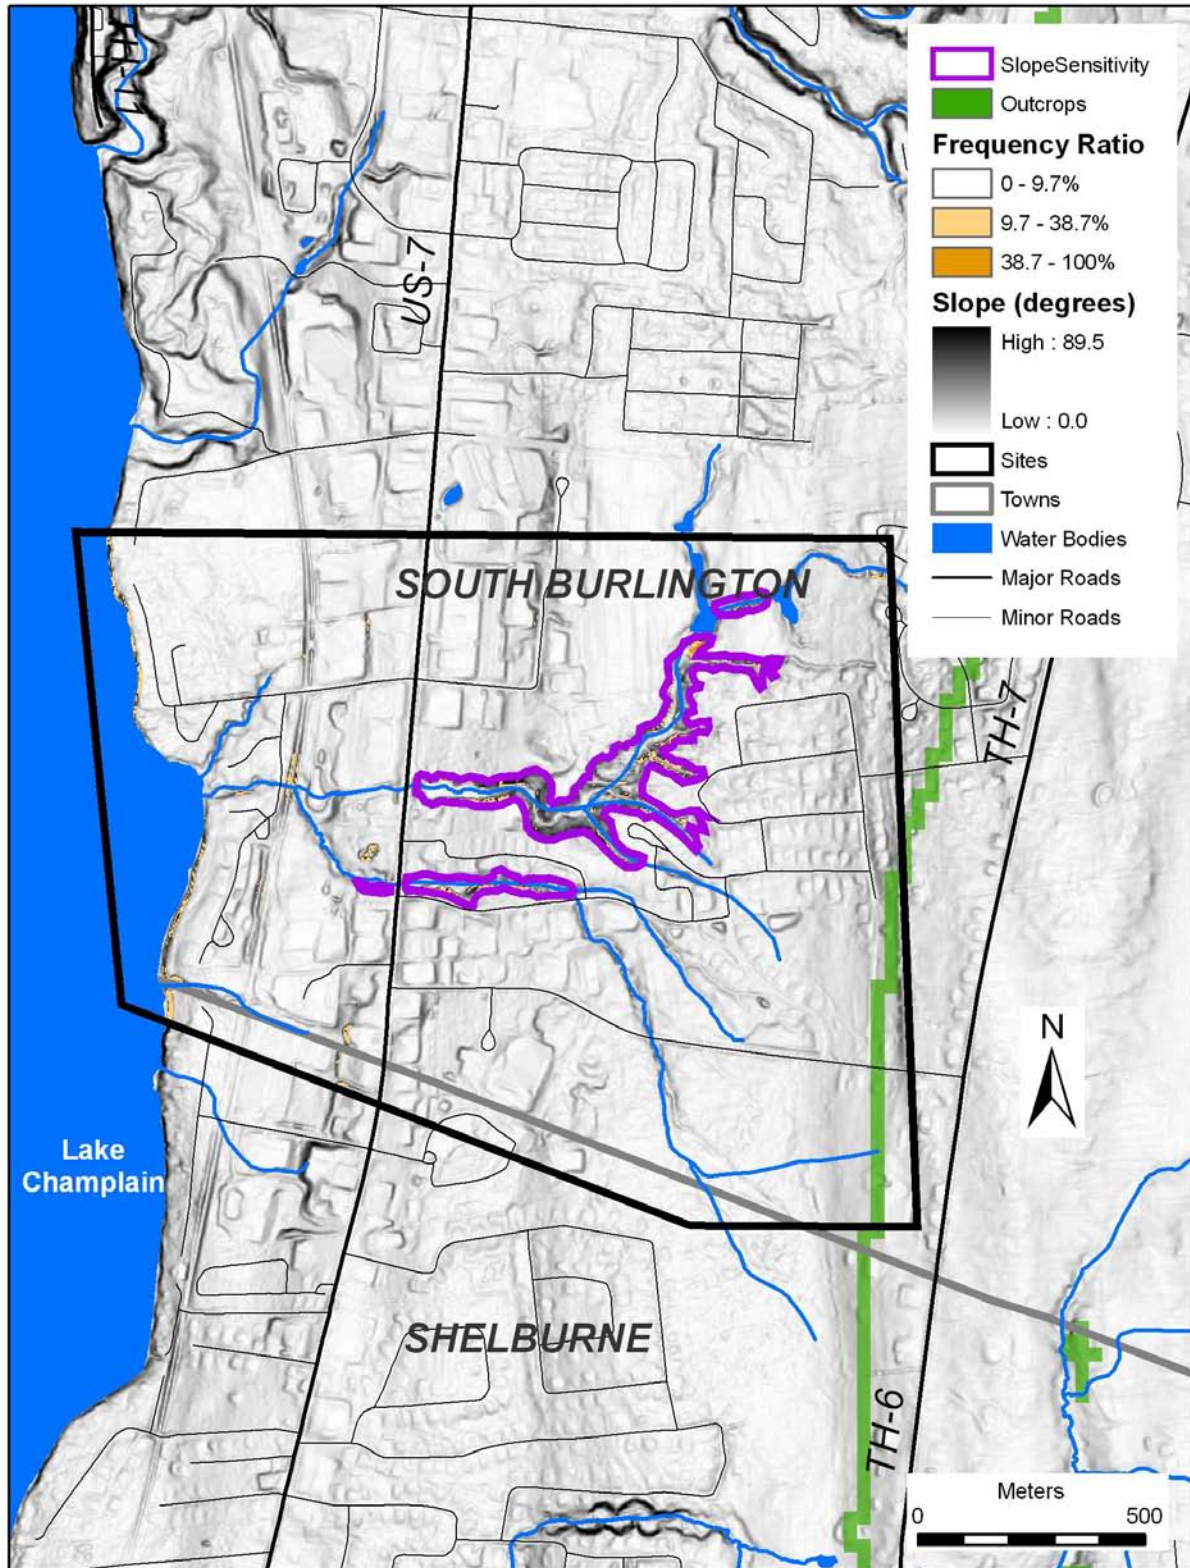 SlopeSensitivity
Outcrops
Frequency Ratio
0 - 9.7%
9.7 - 38.7%
38.7 - 100%
Slope (degrees)
High : 89.5
Low : 0.0
Sites
Towns
Water Bodies
Major Roads
Minor Roads
US-7
SOUTH BURLINGTON
TH-7
N
Lake
Champlain
SHELBURNE
TH-6
Meters
0 500